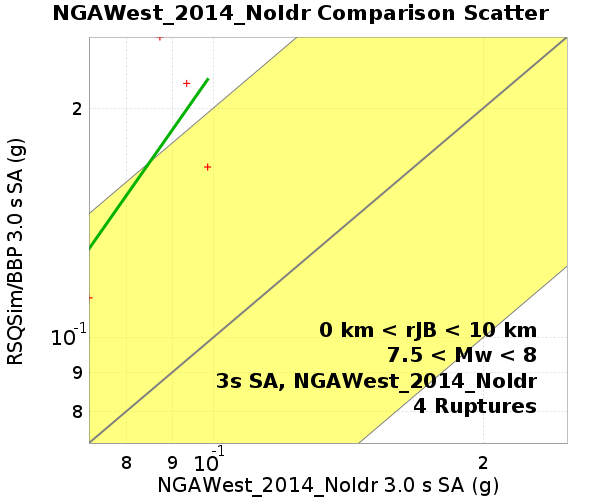 NGAWest_2014_NoIdr Comparison Scatter
RSQSim/BBP 3.0 s SA (g)
2
10-1
9
8
0 km < rJB < 10 km
7.5 < Mw < 8
3s SA, NGAWest_2014_NoIdr
4 Ruptures
8 9 10-1 2
NGAWest_2014_NoIdr 3.0 s SA (g)